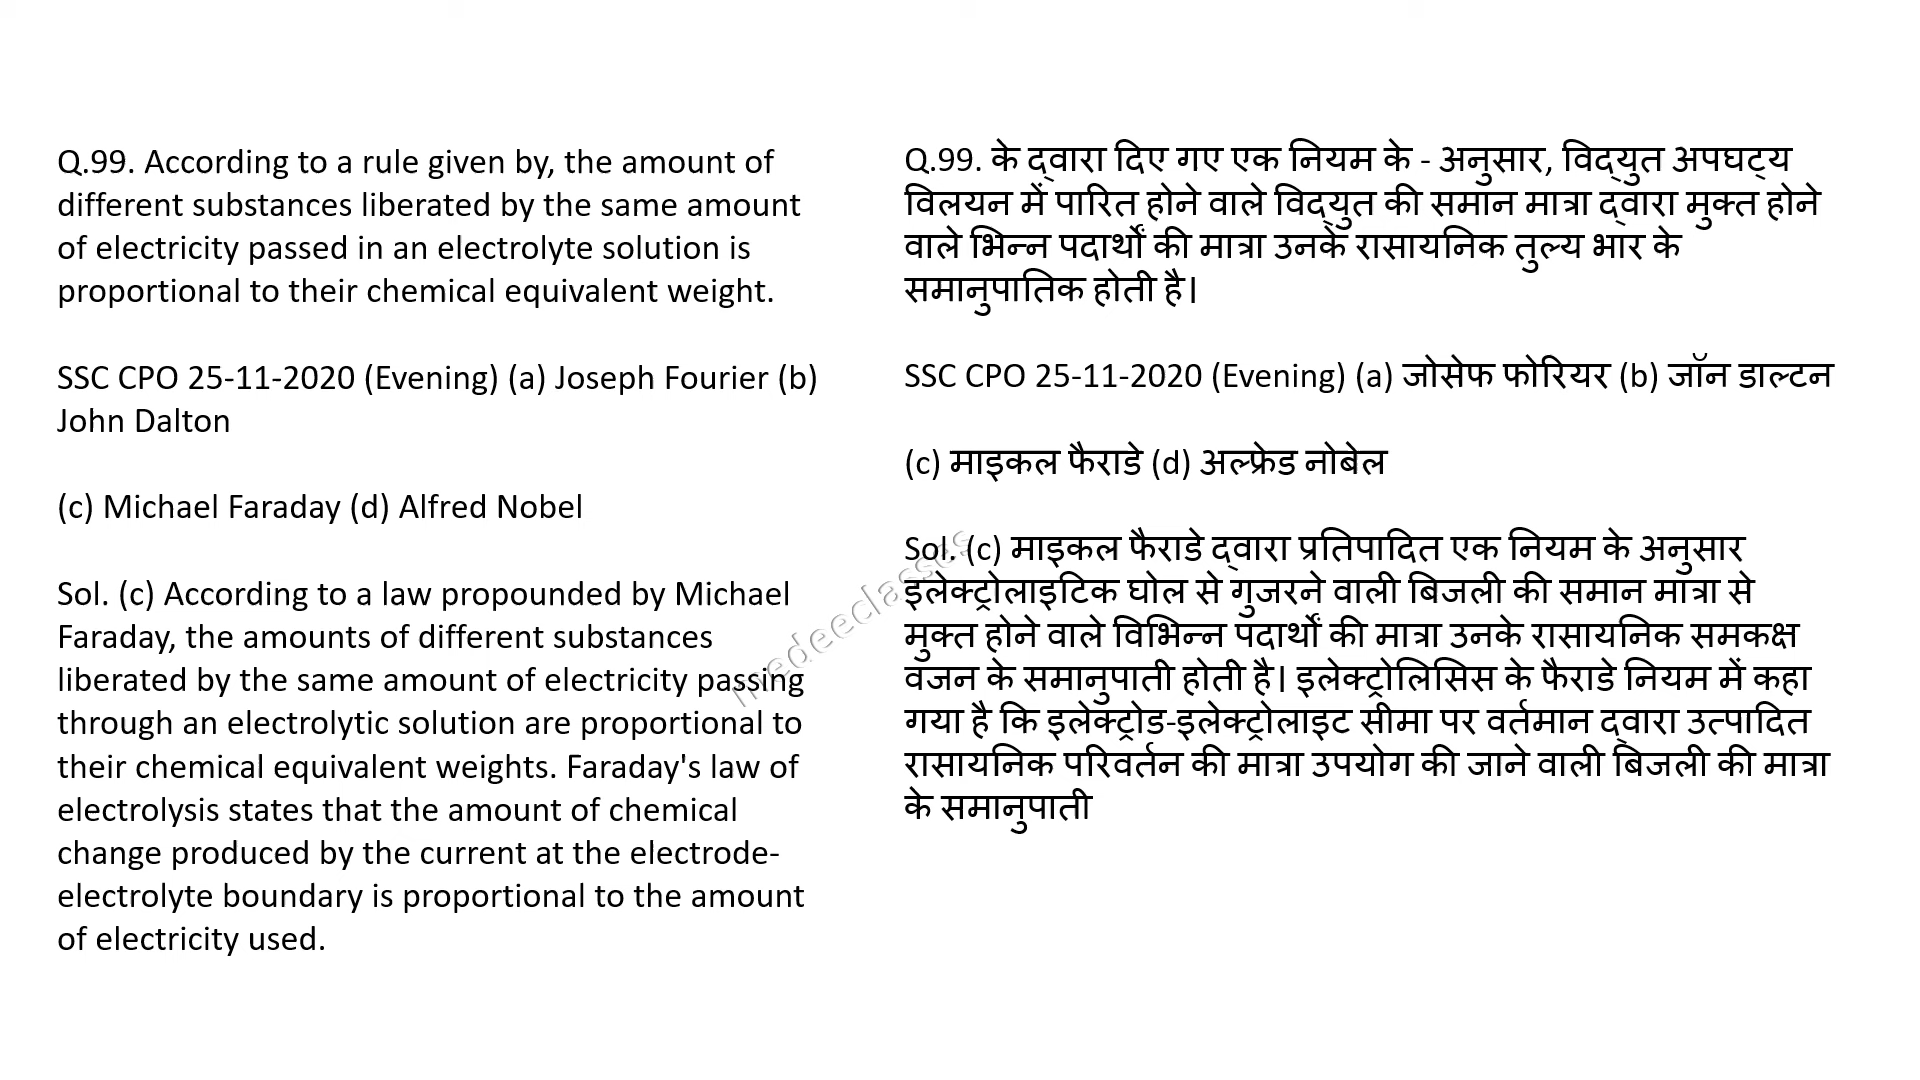 Q.99. According to a rule given by, the amount of
different substances liberated by the same amount
of electricity passed in an electrolyte solution is
proportional to their chemical equivalent weight.
SSC CPO 25-11-2020 (Evening) (a) Joseph Fourier (b)
John Dalton
(c) Michael Faraday (d) Alfred Nobel
Sol. (c) According to a law propounded by Michael
Faraday, the amounts of different substances
liberated by the same amount of electricity passing
through an electrolytic solution are proportional to
their chemical equivalent weights. Faraday's law of
electrolysis states that the amount of chemical
change produced by the current at the electrode-
electrolyte boundary is proportional to the amount
of electricity used.
Q.99. के द्वारा दिए गए एक नियम के - अनुसार, विद्युत अपघट्य
विलयन में पारित होने वाले विद्युत की समान मात्रा द्वारा मुक्त होने
वाले भिन्न पदार्थों की मात्रा उनके रासायनिक तुल्य भार के
समानुपातिक होती है।
SSC CPO 25-11-2020 (Evening) (a) जोसेफ फोरियर (b) जॉन डाल्टन
(c) माइकल फैराडे (d) अल्फ्रेड नोबेल
Sol. (c) माइकल फैराडे द्वारा प्रतिपादित एक नियम के अनुसार
इलेक्ट्रोलाइटिक घोल से गुजरने वाली बिजली की समान मात्रा से
मुक्त होने वाले विभिन्न पदार्थों की मात्रा उनके रासायनिक समकक्ष
वजन के समानुपाती होती है। इलेक्ट्रोलिसिस के फैराडे नियम में कहा
गया है कि इलेक्ट्रोड-इलेक्ट्रोलाइट सीमा पर वर्तमान द्वारा उत्पादित
रासायनिक परिवर्तन की मात्रा उपयोग की जाने वाली बिजली की मात्रा
के समानुपाती